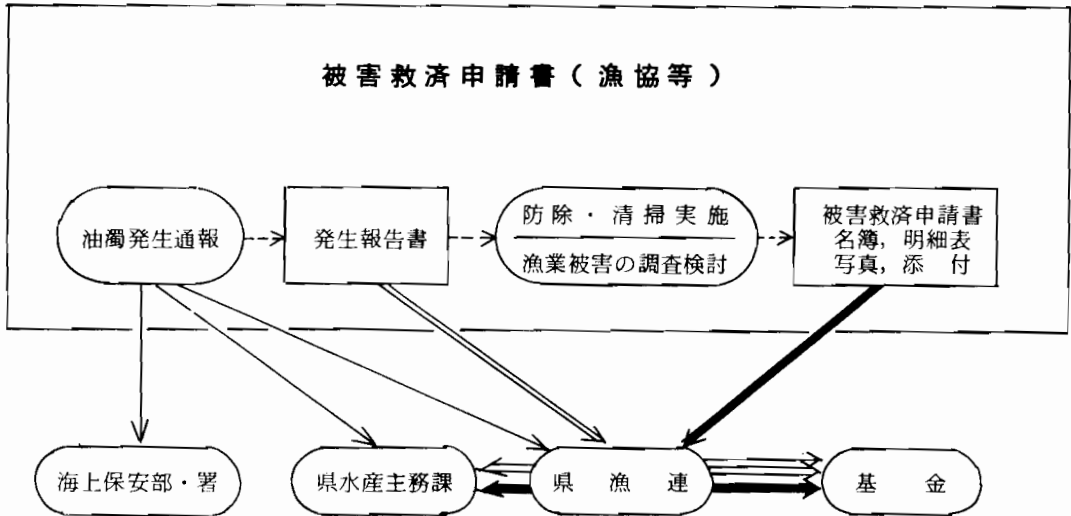 被害救済申請書（漁協等）
油濁発生通報
発生報告書
防除・清掃実施
漁業被害の調査検討
被害救済申請書
名簿，明細表
写真，添付
海上保安部・署
県水産主務課
県漁連
基金